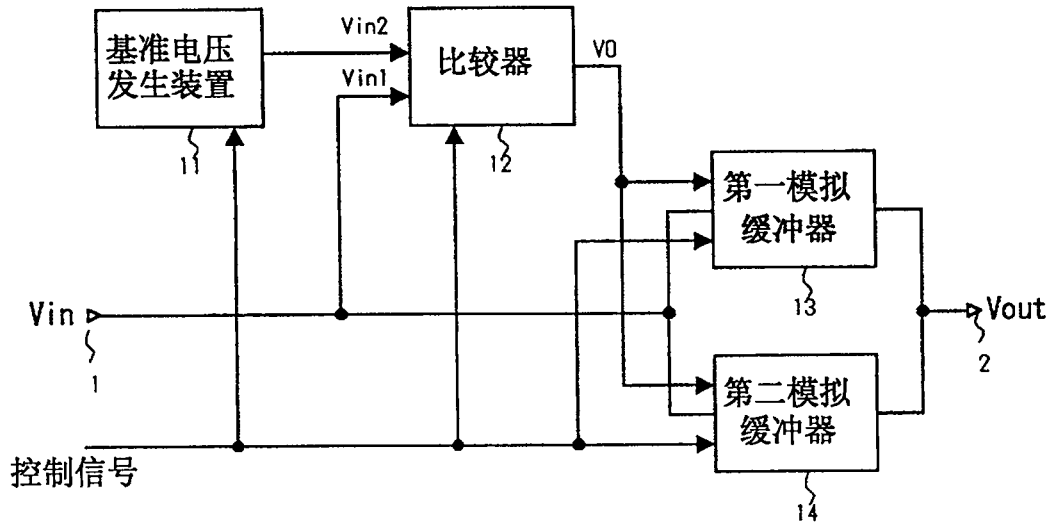 基准电压
发生装置
11
Vin2
Vin1
比较器
12
V0
第一模拟
缓冲器
13
Vin
1
Vout
2
第二模拟
缓冲器
14
控制信号